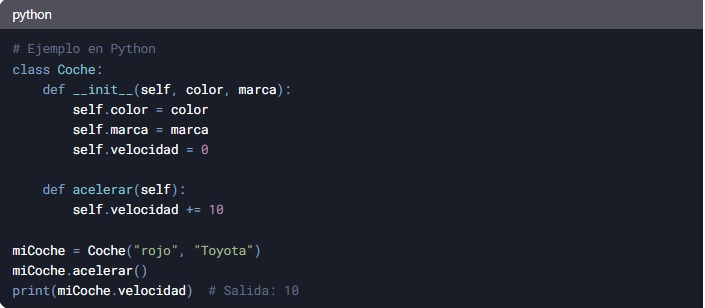 python
# Ejemplo en Python
class Coche:
    def __init__(self, color, marca):
        self.color = color
        self.marca = marca
        self.velocidad = 0

    def acelerar(self):
        self.velocidad += 10

miCoche = Coche("rojo", "Toyota")
miCoche.acelerar()
print(miCoche.velocidad)  # Salida: 10